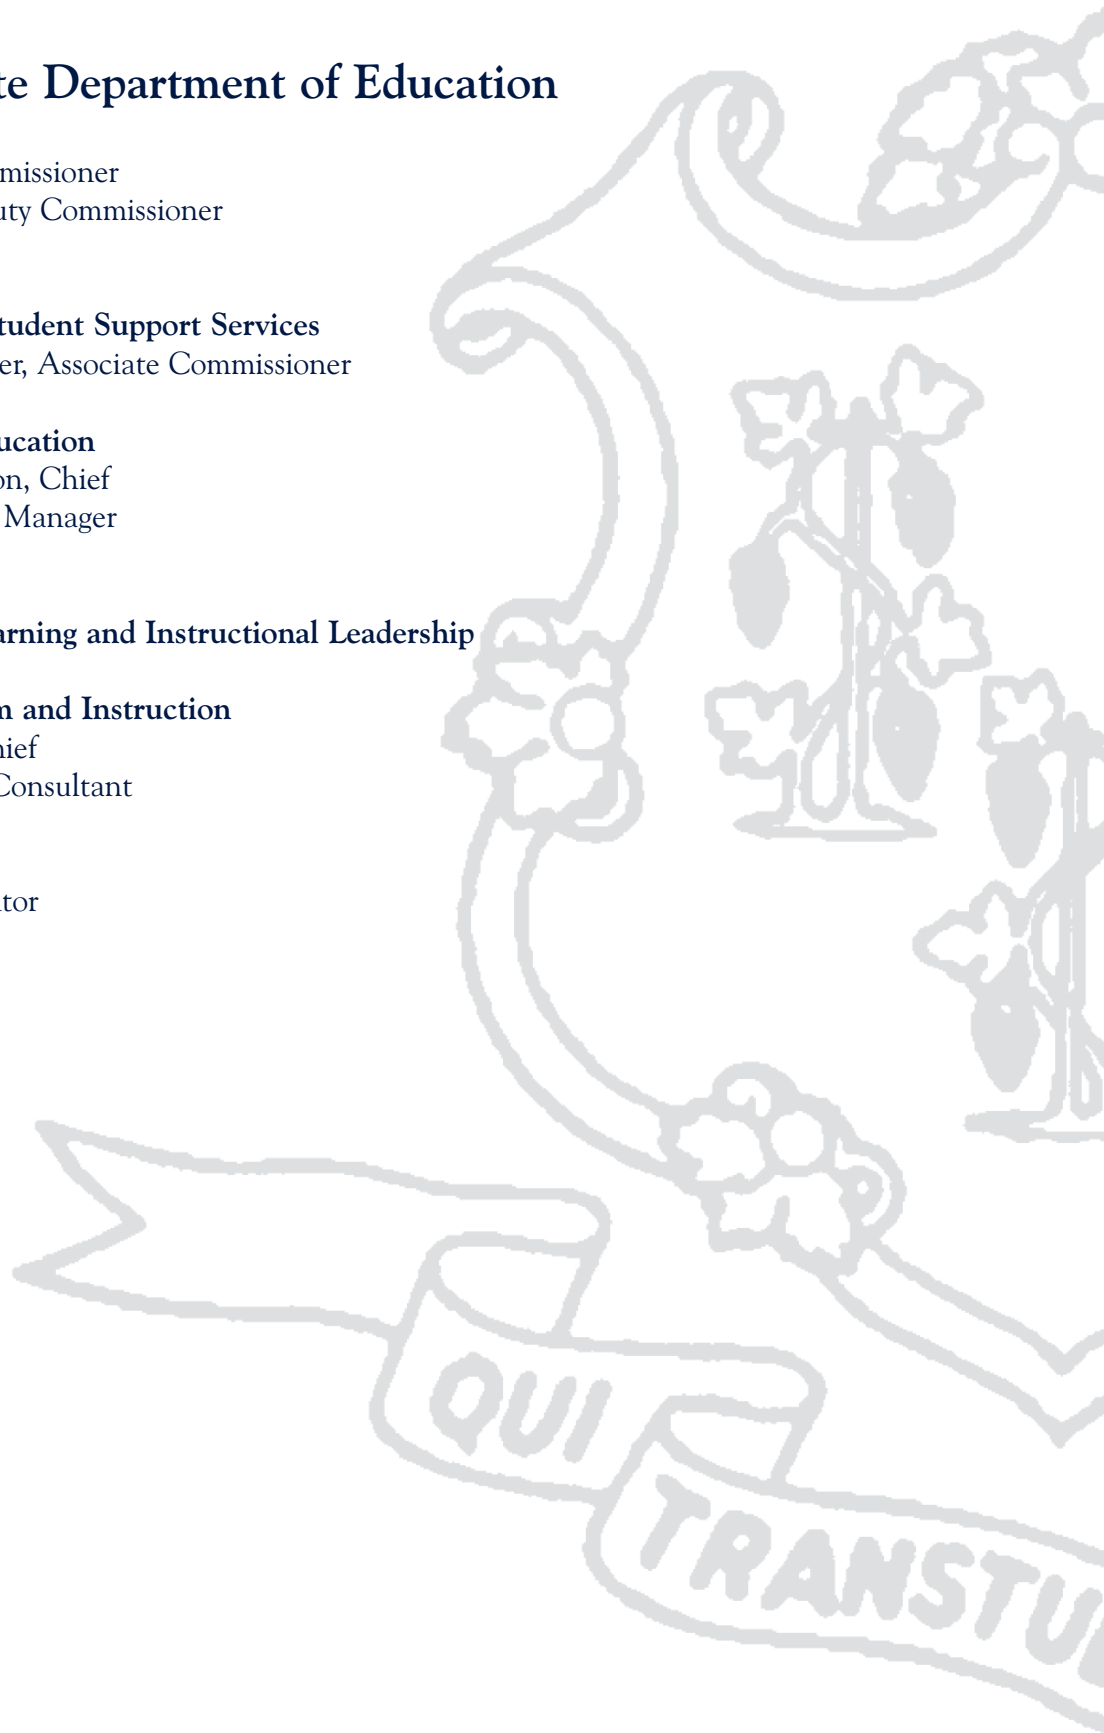 te Department of Education
missioner
uty Commissioner
tudent Support Services
er, Associate Commissioner
ucation
on, Chief
Manager
arning and Instructional Leadership
m and Instruction
hief
Consultant
tor
QUI
TRANSTU